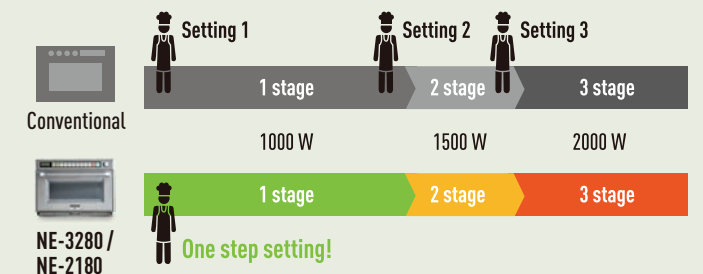 Setting 1
Setting 2
Setting 3
1 stage
2 stage
3 stage
Conventional
1000 W
1500 W
2000 W
1 stage
2 stage
3 stage
One step setting!
NE-3280 /
NE-2180